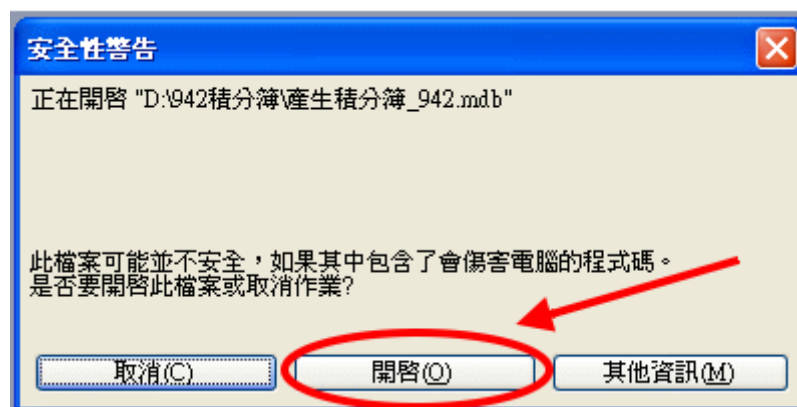 安全性警告
正在開啓 "D:\942積分簿\產生積分簿_942.mdb"
此檔案可能並不安全，如果其中包含了會傷害電腦的程式碼。
是否要開啓此檔案或取消作業?
取消(C) 開啓(O) 其他資訊(M)